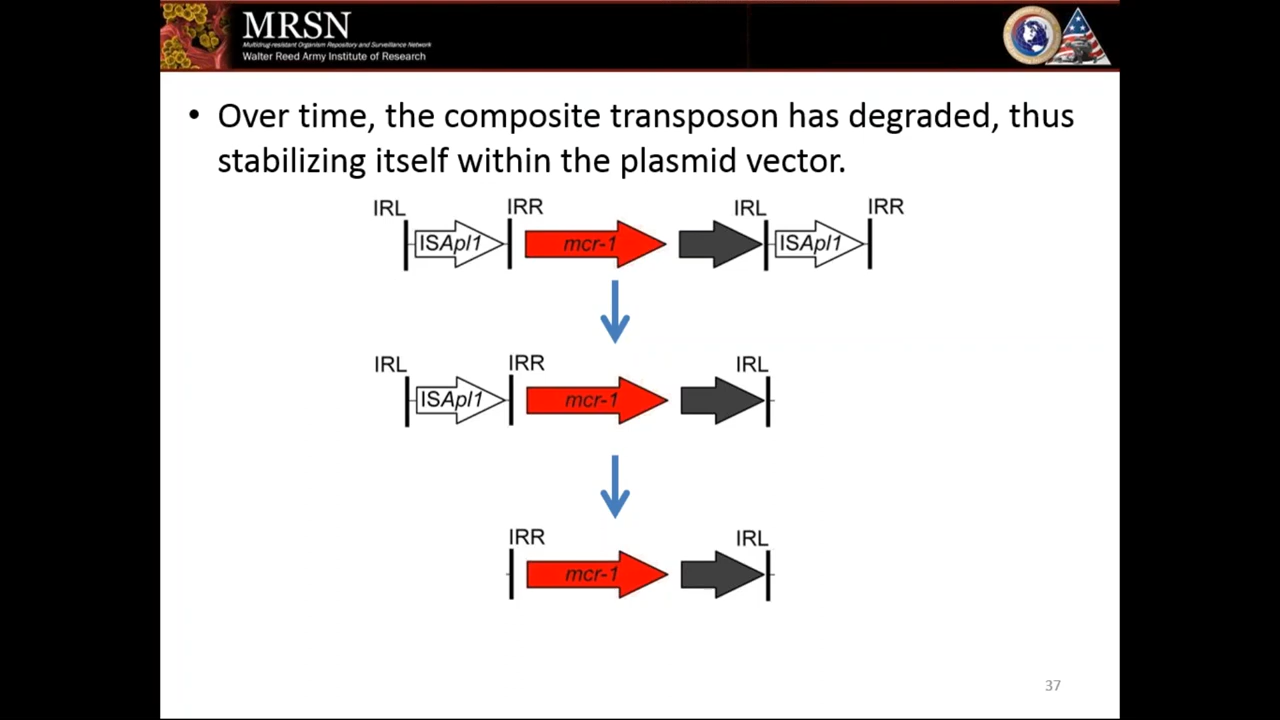 MRSN
Multidrug-resistant Organism Repository and Surveillance Network
Walter Reed Army Institute of Research
• Over time, the composite transposon has degraded, thus
stabilizing itself within the plasmid vector.
IRL IRR IRL IRR
ISApl1 mcr-1 ISApl1
IRL IRR IRL
ISApl1 mcr-1
IRR IRL
mcr-1
37